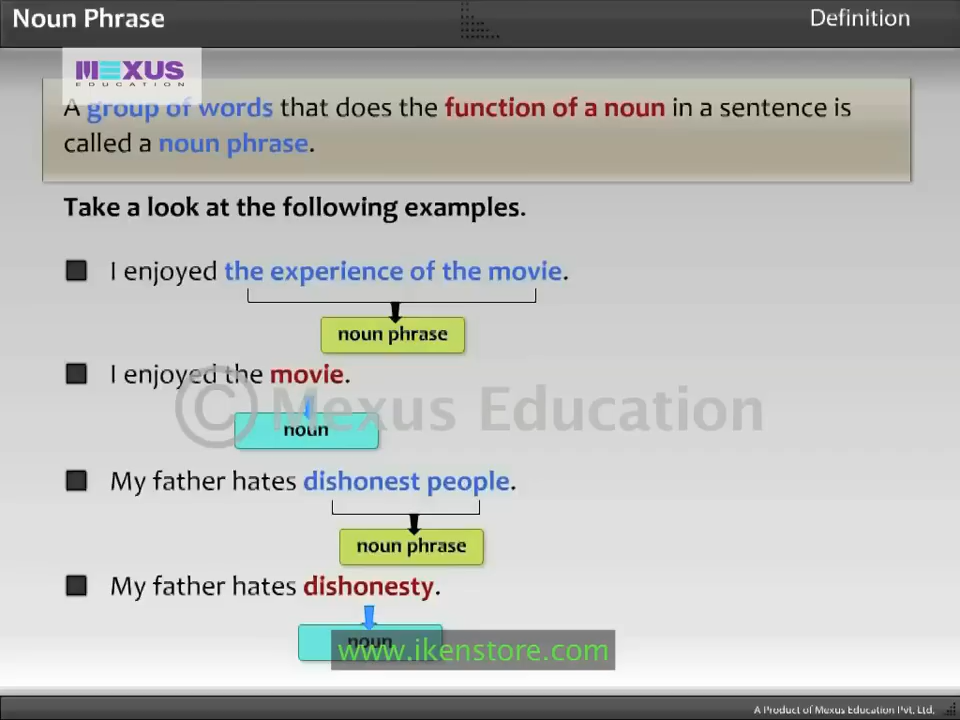 Noun Phrase
Definition
MEXUS
EDUCATION
A group of words that does the function of a noun in a sentence is
called a noun phrase.
Take a look at the following examples.
I enjoyed the experience of the movie.
noun phrase
I enjoyed the movie.
© Mexus Education
noun
My father hates dishonest people.
noun phrase
My father hates dishonesty.
noun
www.ikenstore.com
A Product of Mexus Education Pvt, Ltd,